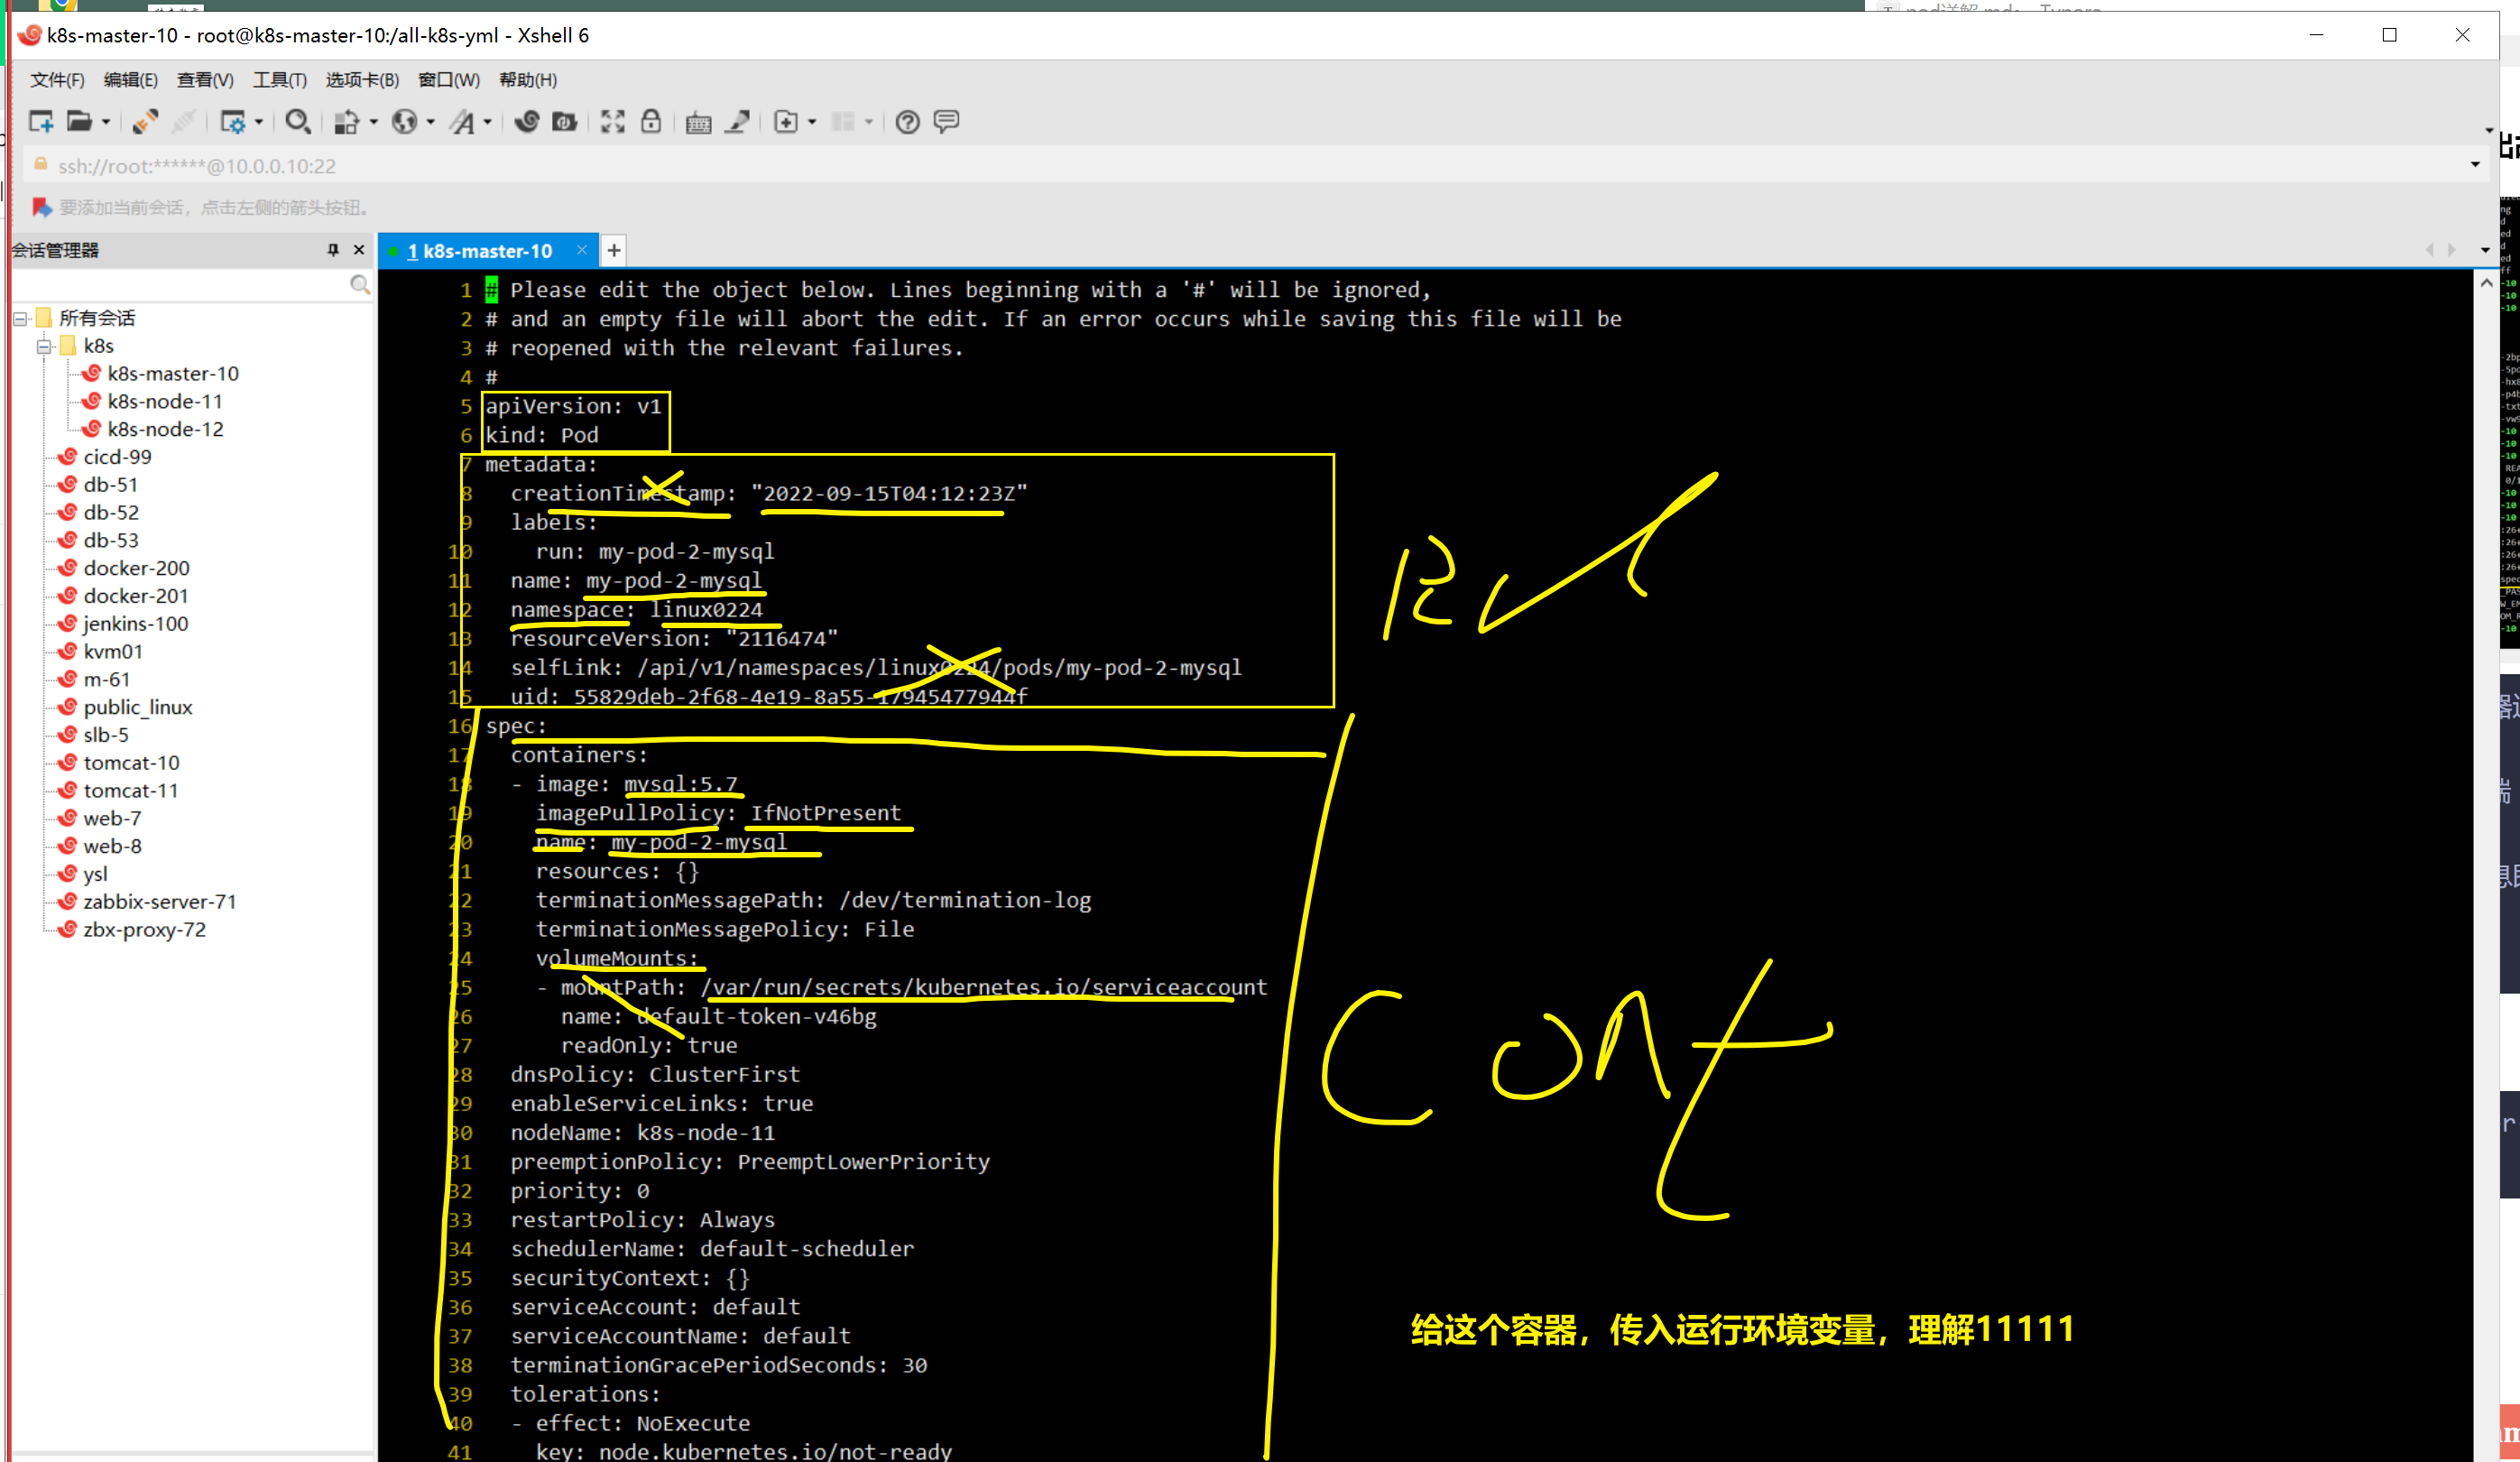 k8s-master-10 - root@k8s-master-10:/all-k8s-yml - Xshell 6
文件(F) 编辑(E) 查看(V) 工具(T) 选项卡(B) 窗口(W) 帮助(H)
ssh://root:******@10.0.0.10:22
要添加当前会话，点击左侧的箭头按钮。
会话管理器
1 k8s-master-10
所有会话
k8s
k8s-master-10
k8s-node-11
k8s-node-12
cicd-99
db-51
db-52
db-53
docker-200
docker-201
jenkins-100
kvm01
m-61
public_linux
slb-5
tomcat-10
tomcat-11
web-7
web-8
ysl
zabbix-server-71
zbx-proxy-72
1 # Please edit the object below. Lines beginning with a '#' will be ignored,
2 # and an empty file will abort the edit. If an error occurs while saving this file will be
3 # reopened with the relevant failures.
4 #
5 apiVersion: v1
6 kind: Pod
7 metadata:
8 creationTimestamp: "2022-09-15T04:12:23Z"
9 labels:
10 run: my-pod-2-mysql
11 name: my-pod-2-mysql
12 namespace: linux0224
13 resourceVersion: "2116474"
14 selfLink: /api/v1/namespaces/linux0224/pods/my-pod-2-mysql
15 uid: 55829deb-2f68-4e19-8a55-17945477944f
16 spec:
17 containers:
18 - image: mysql:5.7
19 imagePullPolicy: IfNotPresent
20 name: my-pod-2-mysql
21 resources: {}
22 terminationMessagePath: /dev/termination-log
23 terminationMessagePolicy: File
24 volumeMounts:
25 - mountPath: /var/run/secrets/kubernetes.io/serviceaccount
26 name: default-token-v46bg
27 readOnly: true
28 dnsPolicy: ClusterFirst
29 enableServiceLinks: true
30 nodeName: k8s-node-11
31 preemptionPolicy: PreemptLowerPriority
32 priority: 0
33 restartPolicy: Always
34 schedulerName: default-scheduler
35 securityContext: {}
36 serviceAccount: default
37 serviceAccountName: default
38 terminationGracePeriodSeconds: 30
39 tolerations:
40 - effect: NoExecute
41 key: node.kubernetes.io/not-ready
cont
给这个容器，传入运行环境变量，理解11111